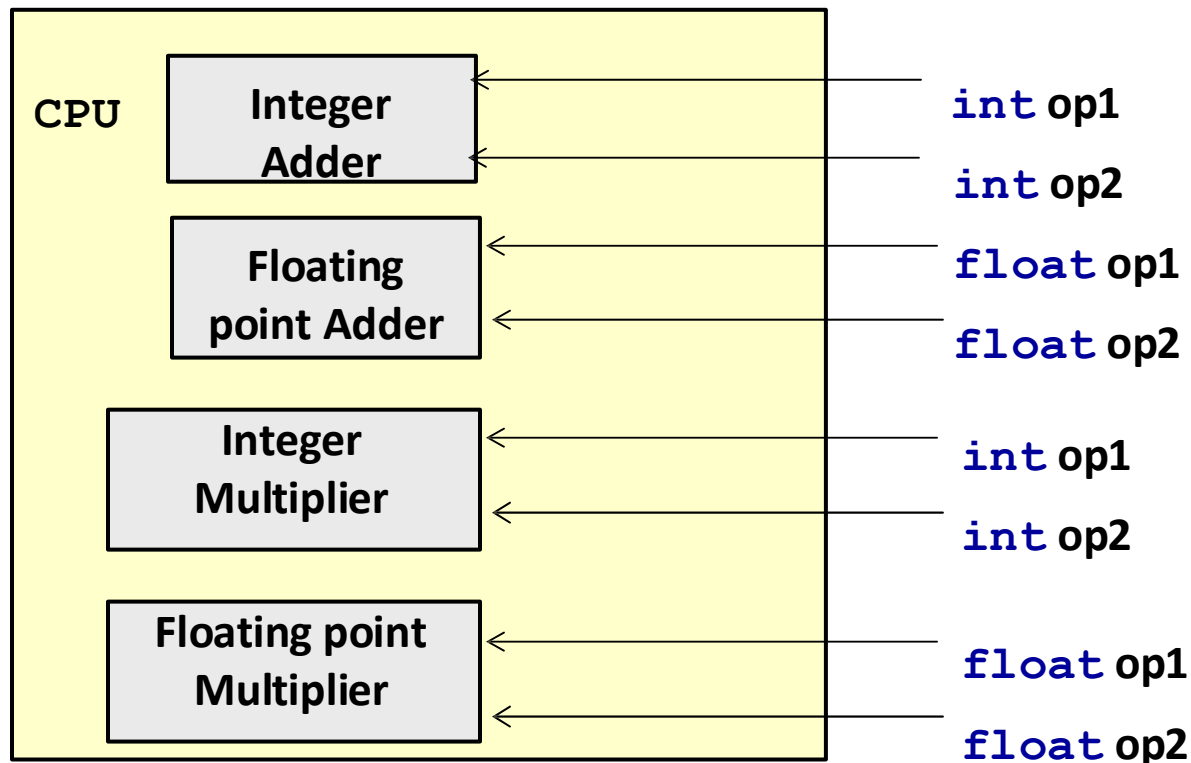 CPU
Integer
Adder
int op1
int op2
Floating
point Adder
float op1
float op2
Integer
Multiplier
int op1
int op2
Floating point
Multiplier
float op1
float op2